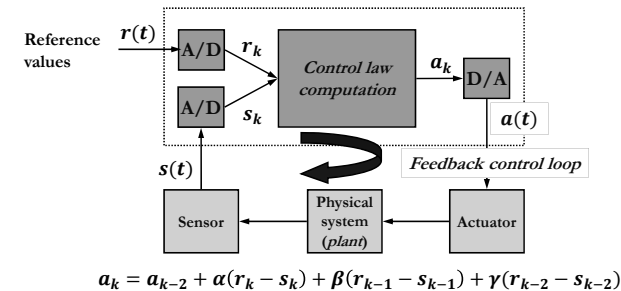 Reference values
r(t)
A/D
r_k
A/D
s_k
Control law computation
a_k
D/A
a(t)
Feedback control loop
s(t)
Sensor
Physical system (plant)
Actuator
a_k = a_{k-2} + α(r_k − s_k) + β(r_{k-1} − s_{k-1}) + γ(r_{k-2} − s_{k-2})